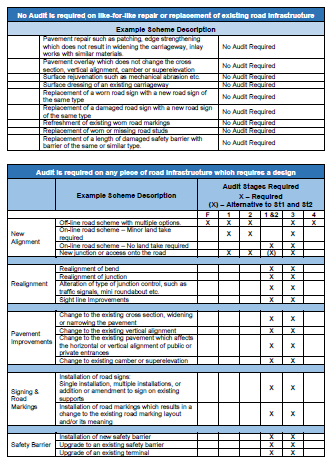 No Audit is required on like-for-like repair or replacement of existing road infrastructure
Example Scheme Description
Pavement repair such as patching, edge strengthening
which does not result in widening the carriageway, inlay
works with similar materials.
No Audit Required
Pavement overlay which does not change the cross
section, vertical alignment, camber or superelevation
No Audit Required
Surface rejuvenation such as mechanical abrasion etc.
No Audit Required
Surface dressing of an existing carriageway
No Audit Required
Replacement of a worn road sign with a new road sign of
the same type
No Audit Required
Replacement of a damaged road sign with a new road sign
of the same type
No Audit Required
Refreshment of existing worn road markings
No Audit Required
Replacement of worn or missing road studs
No Audit Required
Replacement of a length of damaged safety barrier with
barrier of the same or similar type.
No Audit Required
Audit is required on any piece of road infrastructure which requires a design
Example Scheme Description
Audit Stages Required
X – Required
(X) – Alternative to St1 and St2
F 1 2 1 &2 3 4
New
Alignment
Off-line road scheme with multiple options. X X X X X
On-line road scheme – Minor land take
required
X X X
On-line road scheme – No land take required X X
New junction or access onto the road X X (X) X
Realignment
Realignment of bend X X
Realignment of junction X X
Alteration of type of junction control, such as
traffic signals, mini roundabout etc.
X X
Sight line Improvements X X
Pavement
Improvements
Change to the existing cross section, widening
or narrowing the pavement
X X
Change to the existing vertical alignment X X
Change to the existing pavement which affects
the horizontal or vertical alignment of public or
private entrances
X X
Change to existing camber or superelevation X X
Signing &
Road
Markings
Installation of road signs:
Single installation, multiple installations, or
addition or amendment to sign on existing
supports
X X
Installation of road markings which results in a
change to the existing road marking layout
and/or its meaning
X X
Safety Barrier
Installation of new safety barrier X X
Upgrade to an existing safety barrier X X
Upgrade of an existing terminal X X